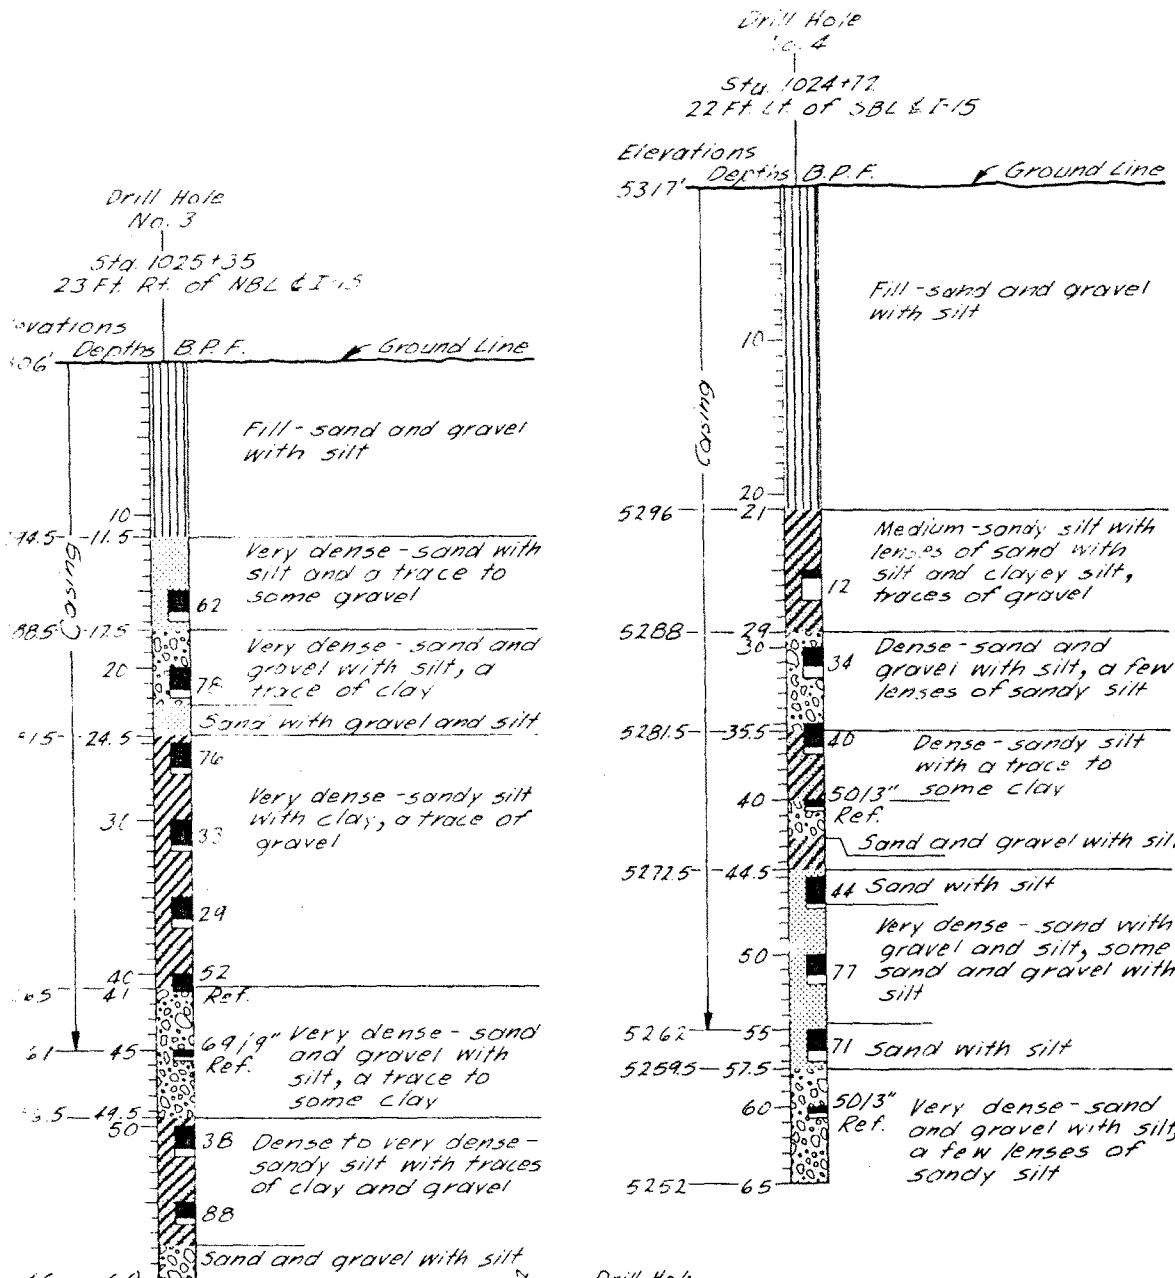 Drill Hole
No. 3
Sta. 1025+35
23 Ft. Rt. of NBL ℄ I-15
Depths B.P.F.
Ground Line
Fill - sand and gravel
with silt
10
11.5
Casing
Very dense - sand with
silt and a trace to
some gravel
62
17.5
Very dense - sand and
gravel with silt, a
trace of clay
20
78
Sand with gravel and silt
24.5
76
Very dense - sandy silt
with clay, a trace of
gravel
33
29
40
52
41
Ref.
69/9"
Very dense - sand
and gravel with
silt, a trace to
some clay
45
Ref.
49.5
50
38
Dense to very dense -
sandy silt with traces
of clay and gravel
88
Sand and gravel with silt
Drill Hole
No. 4
Sta. 1024+72
22 Ft. Lt. of SBL ℄ I-15
Elevations
Depths B.P.F.
Ground Line
5317'
Fill - sand and gravel
with silt
10
Casing
20
5296
21
Medium - sandy silt with
lenses of sand with
silt and clayey silt,
traces of gravel
12
5288
29
30
34
Dense - sand and
gravel with silt, a few
lenses of sandy silt
5281.5
35.5
40
Dense - sandy silt
with a trace to
some clay
40
50/3"
Ref.
Sand and gravel with
5272.5
44.5
44
Sand with silt
Very dense - sand with
gravel and silt, some
sand and gravel with
silt
50
77
5262
55
71
Sand with silt
5259.5
57.5
60
50/3"
Ref.
Very dense - sand
and gravel with silt,
a few lenses of
sandy silt
5252
65
Drill Hole